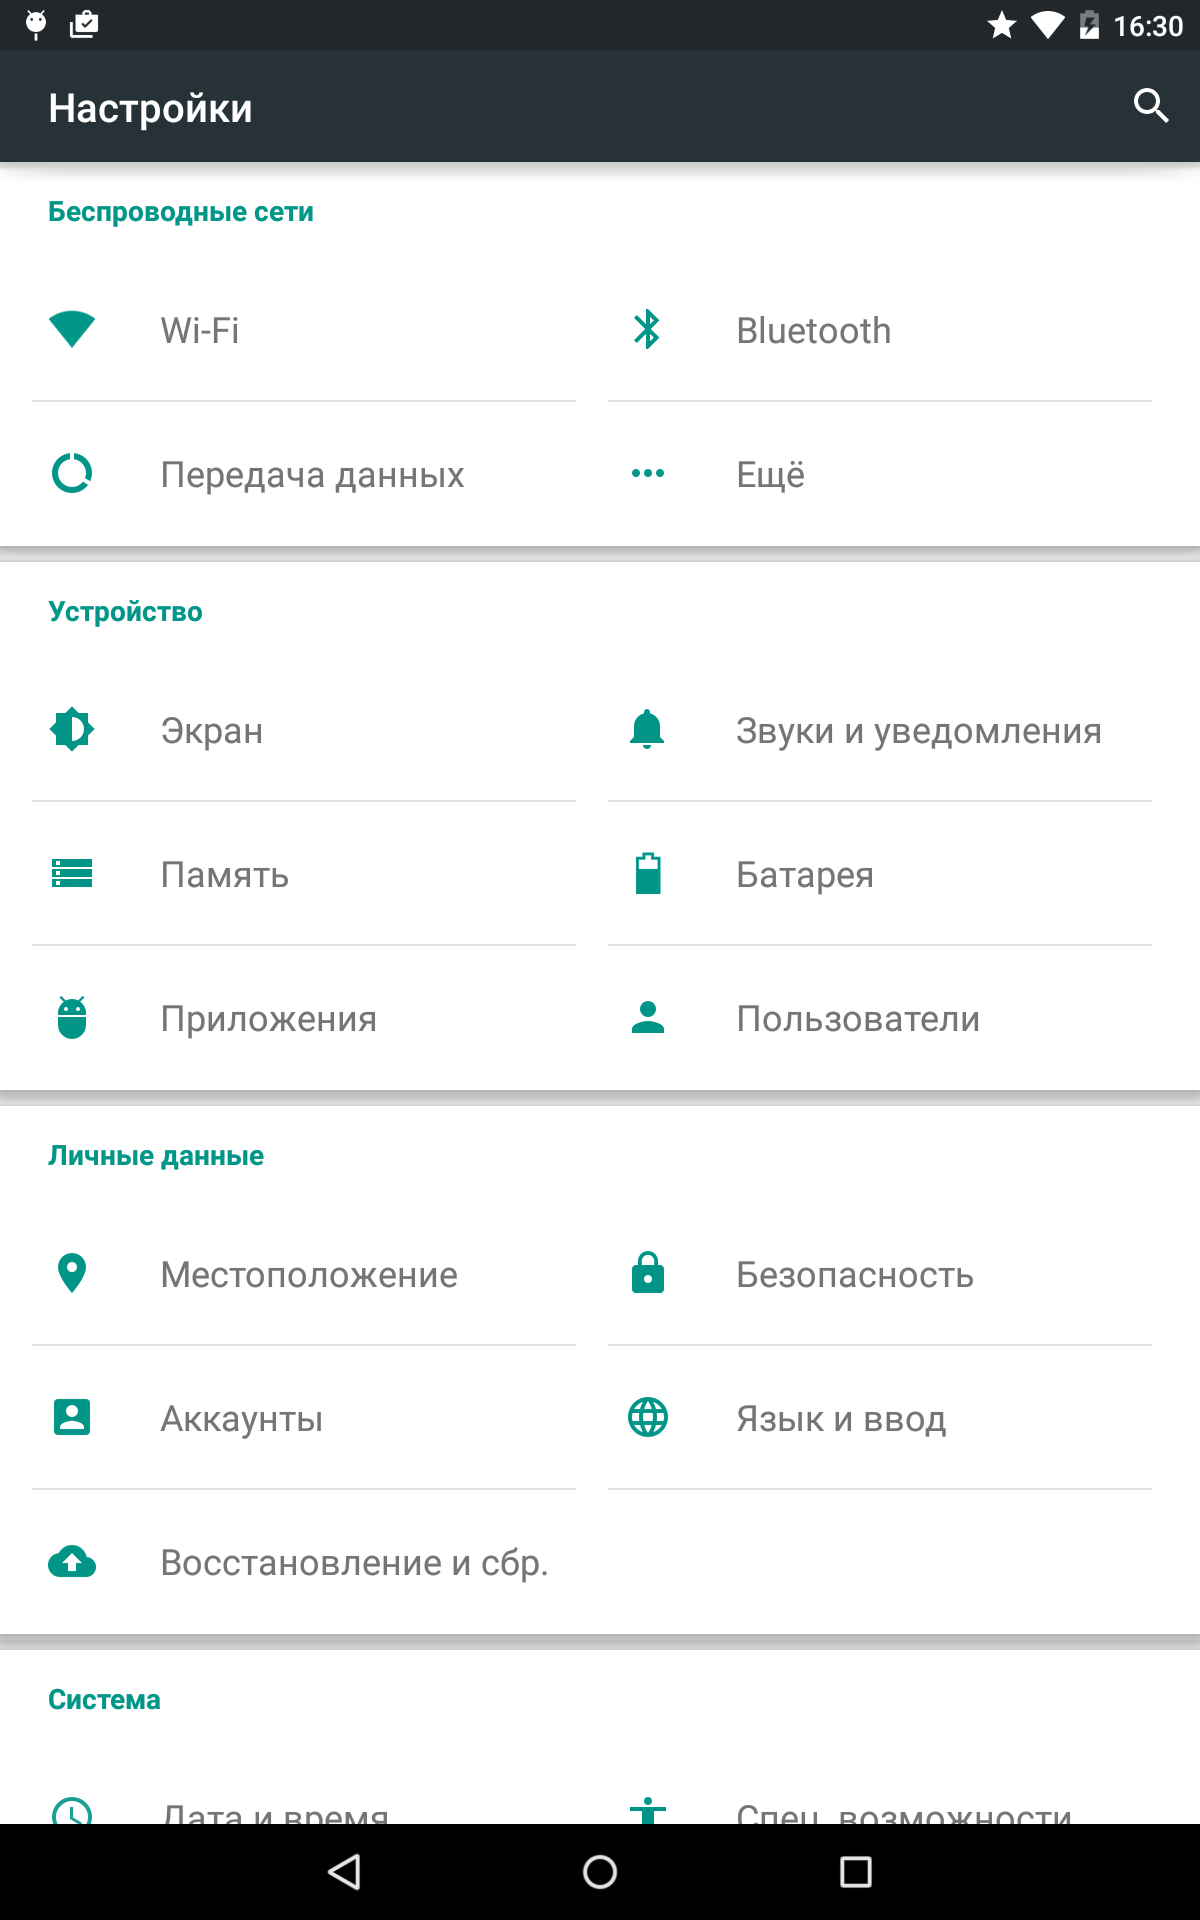 16:30
Настройки
Беспроводные сети
Wi-Fi
Bluetooth
Передача данных
Ещё
Устройство
Экран
Звуки и уведомления
Память
Батарея
Приложения
Пользователи
Личные данные
Местоположение
Безопасность
Аккаунты
Язык и ввод
Восстановление и сбр.
Система
Дата и время
Спец. возможности